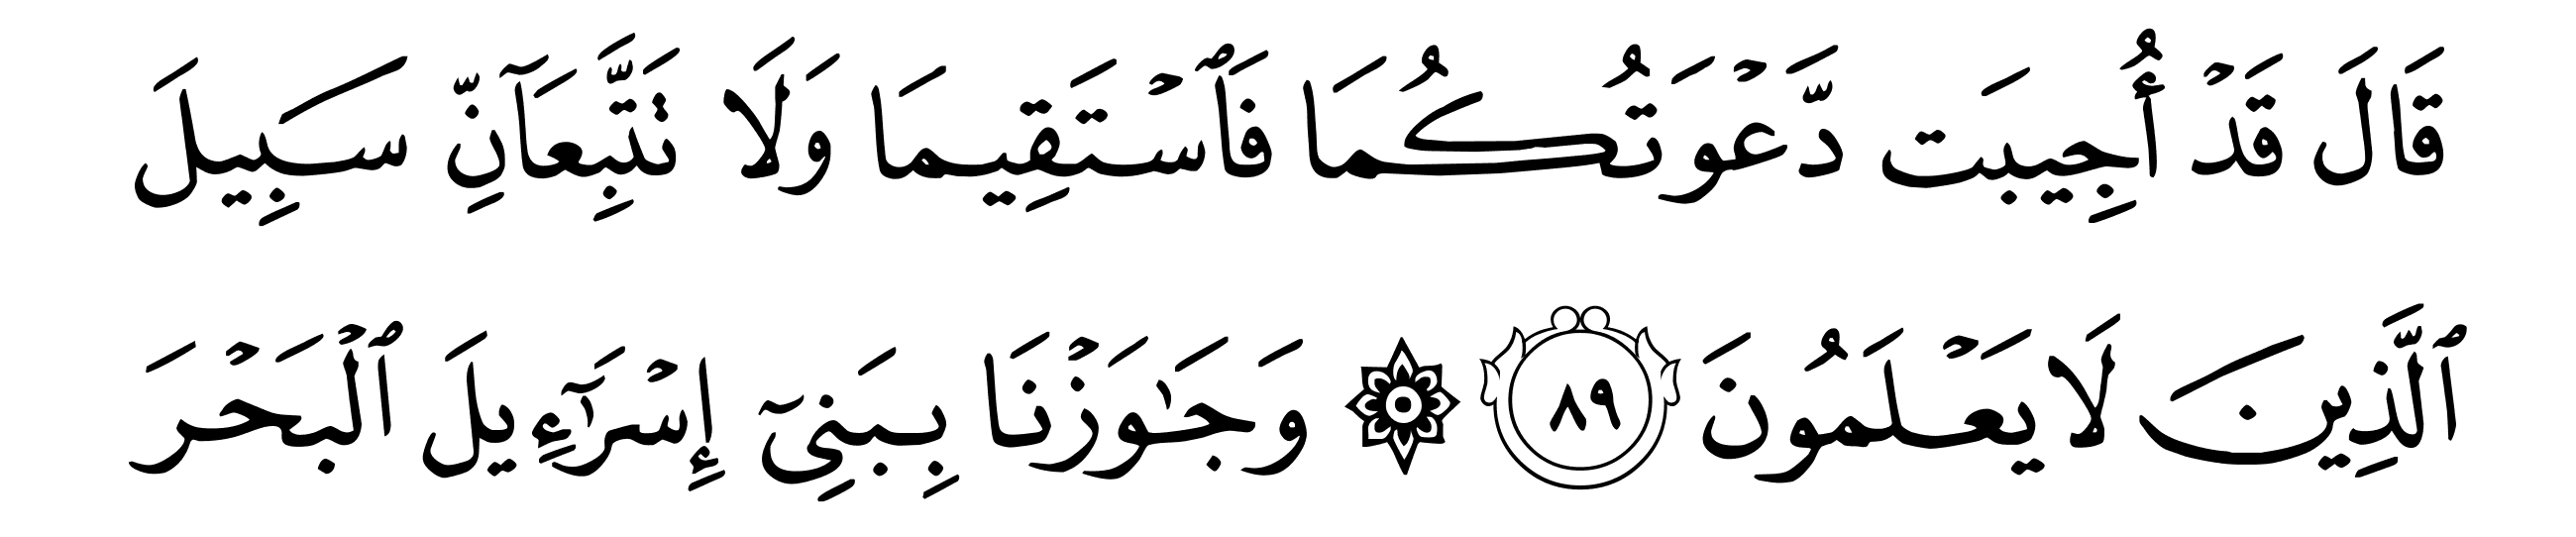 قَالَ قَدْ أُجِيبَت دَّعْوَتُكُمَا فَٱسْتَقِيمَا وَلَا تَتَّبِعَآنِّ سَبِيلَ
ٱلَّذِينَ لَا يَعْلَمُونَ ٨٩ ۞ وَجَٰوَزْنَا بِبَنِىٓ إِسْرَٰٓءِيلَ ٱلْبَحْرَ